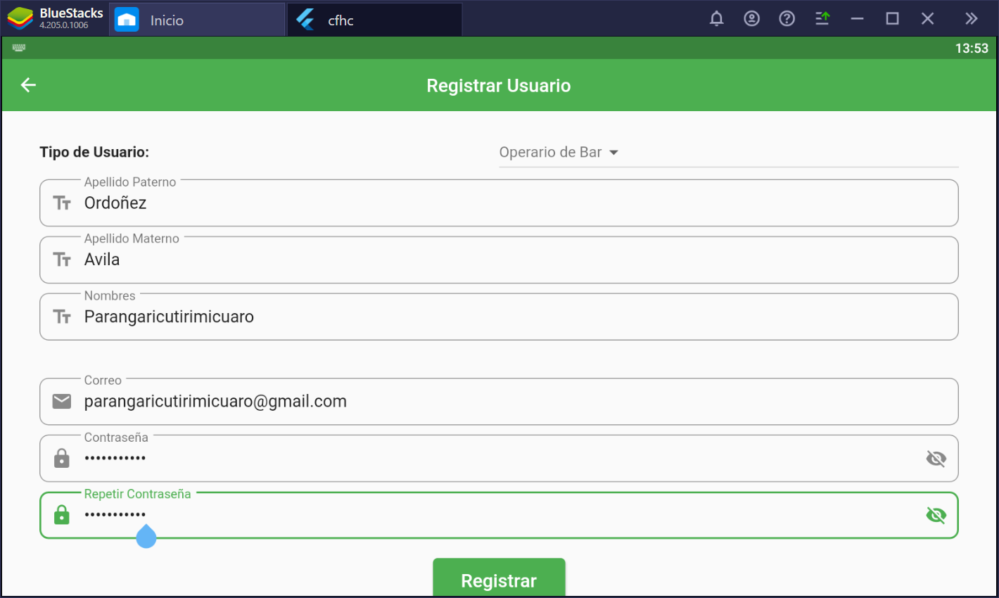 BlueStacks
4.205.0.1006
Inicio
cfhc
13:53
Registrar Usuario
Tipo de Usuario:
Operario de Bar
Apellido Paterno
Ordoñez
Apellido Materno
Avila
Nombres
Parangaricutirimicuaro
Correo
parangaricutirimicuaro@gmail.com
Contraseña
•••••••••••
Repetir Contraseña
•••••••••••
Registrar